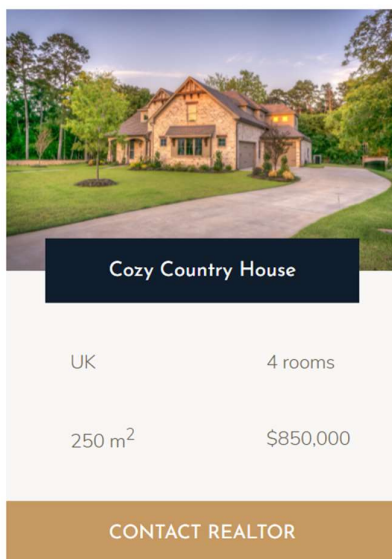 Cozy Country House
UK 4 rooms
250 m² $850,000
CONTACT REALTOR